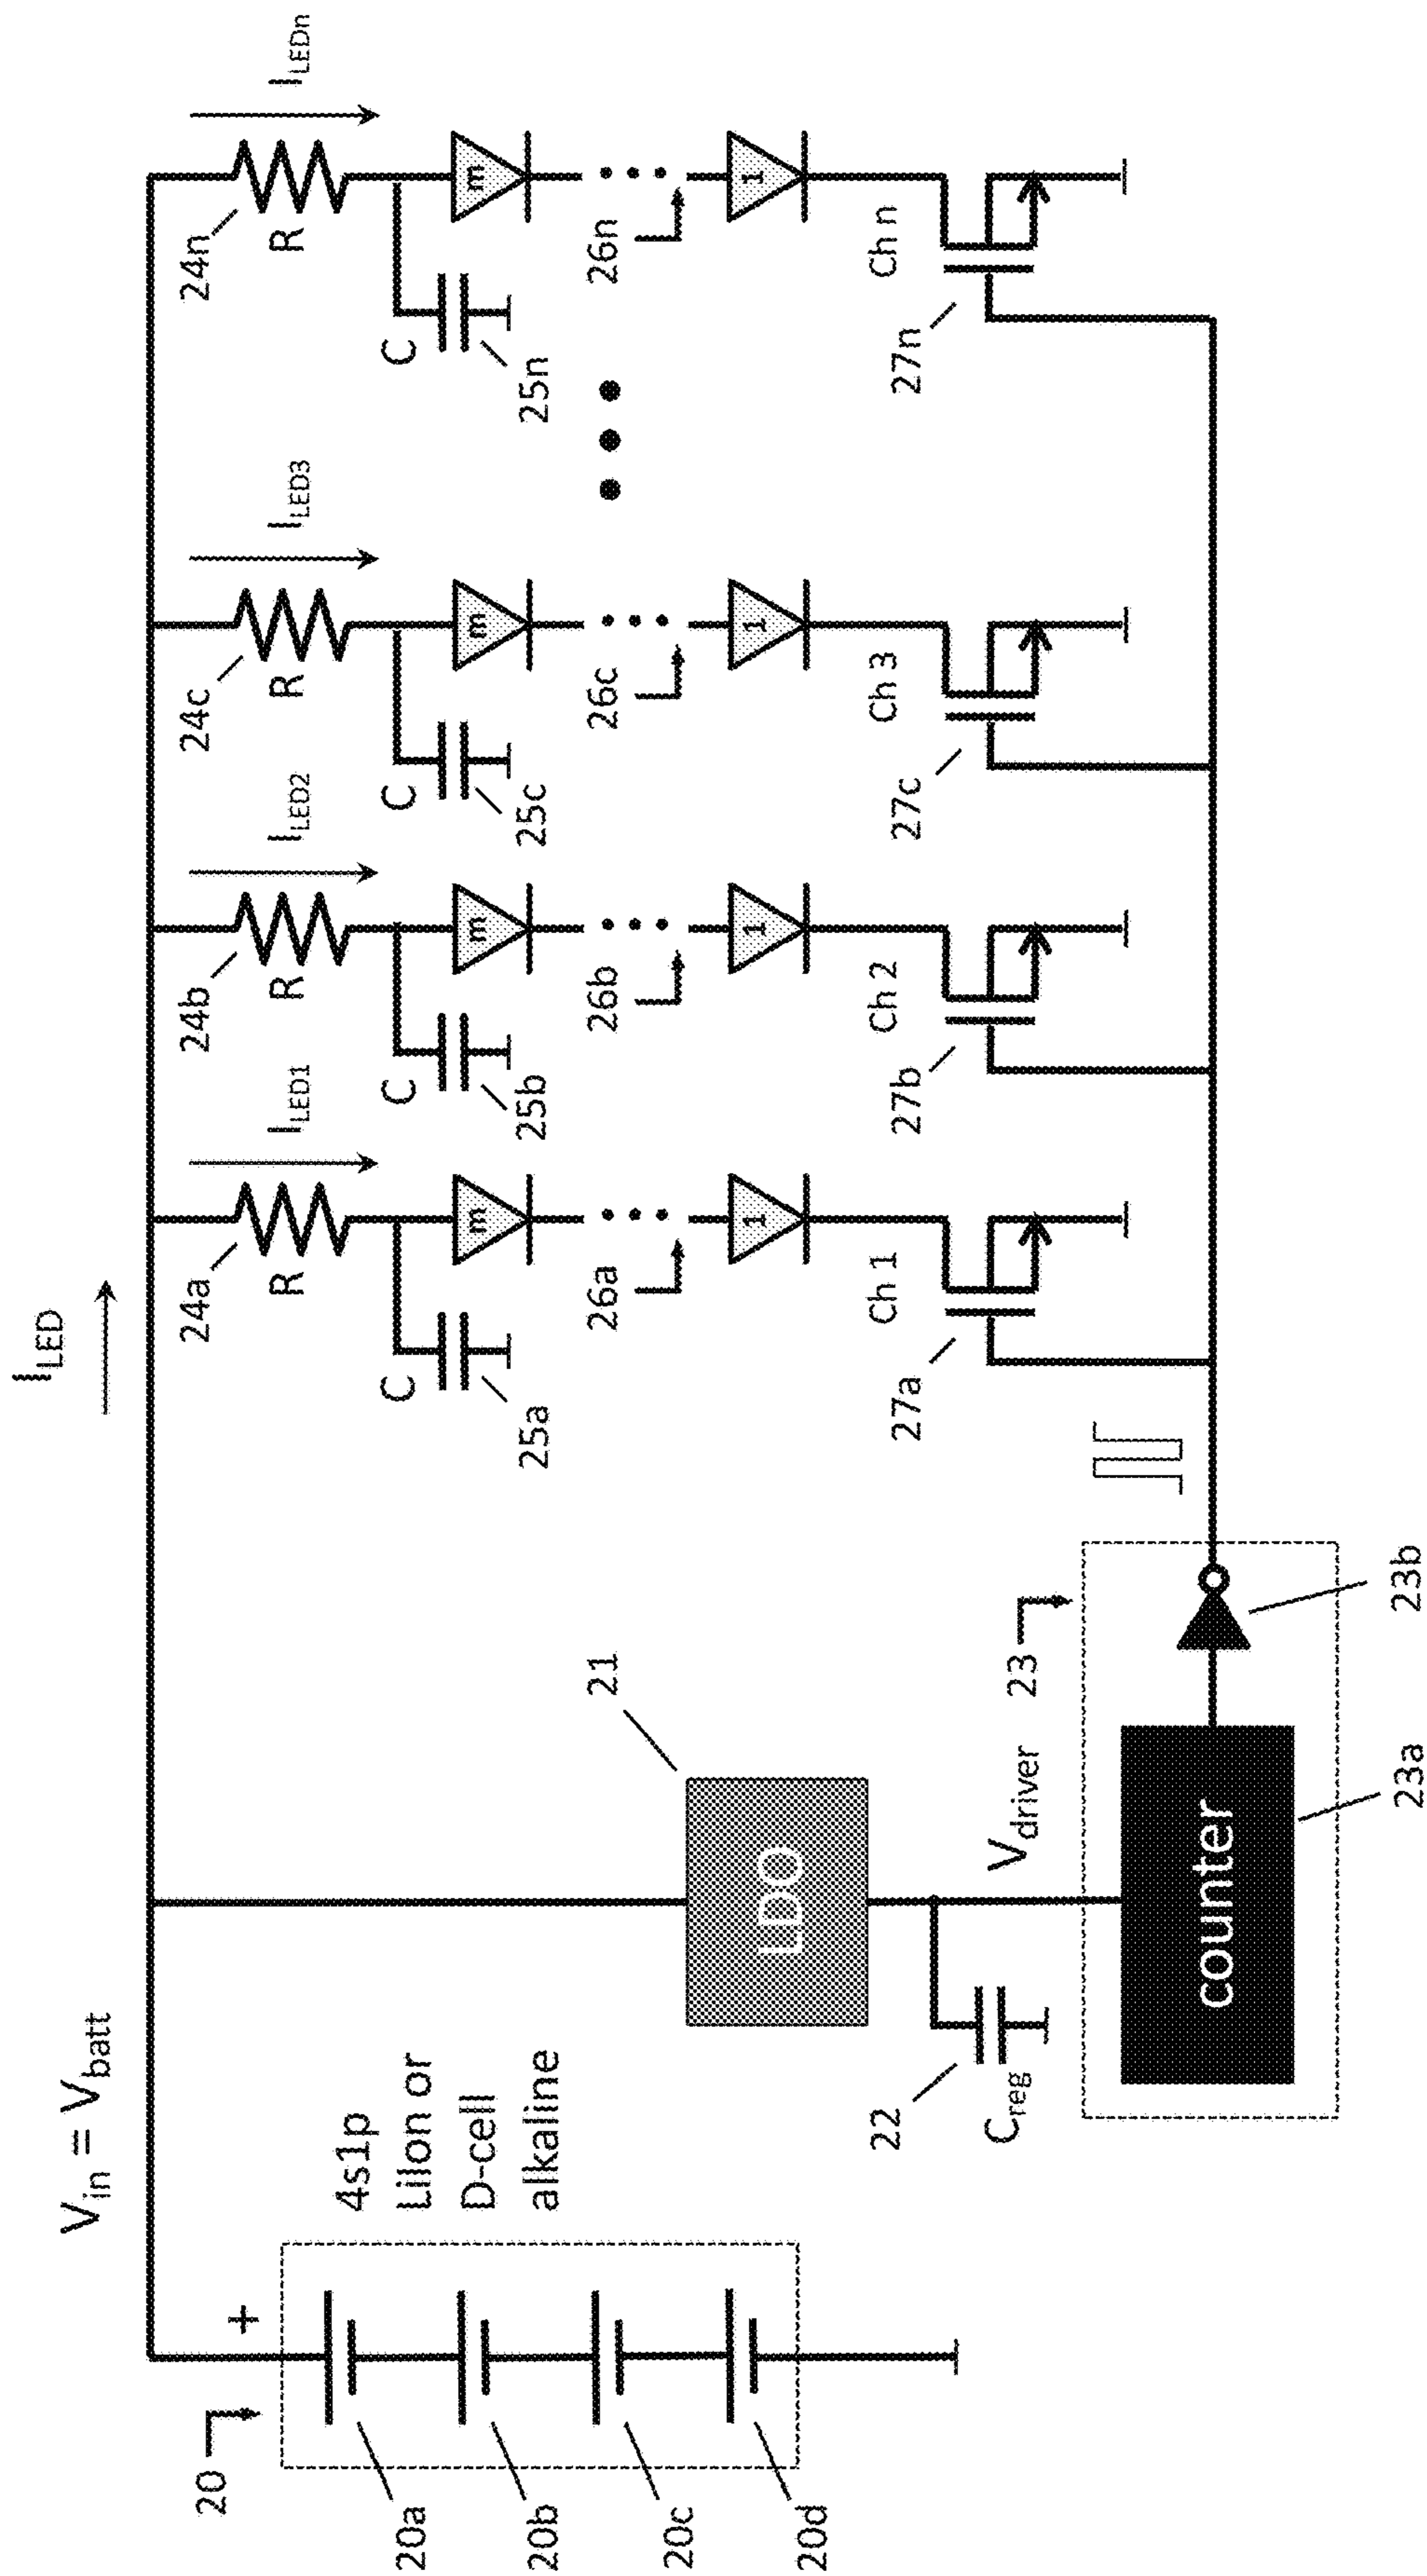 I_LED
V_in = V_batt
I_LED1
I_LED2
I_LED3
I_LEDn
20
+
24a
24b
24c
24n
R
R
R
R
4s1p
LiIon or
D-cell
alkaline
20a
20b
20c
20d
C
C
C
C
m
m
m
m
25a
25b
25c
25n
21
26a
26b
26c
26n
1
1
1
1
LDO
22
C_reg
V_driver
23
Ch 1
Ch 2
Ch 3
Ch n
27a
27b
27c
27n
counter
23a
23b